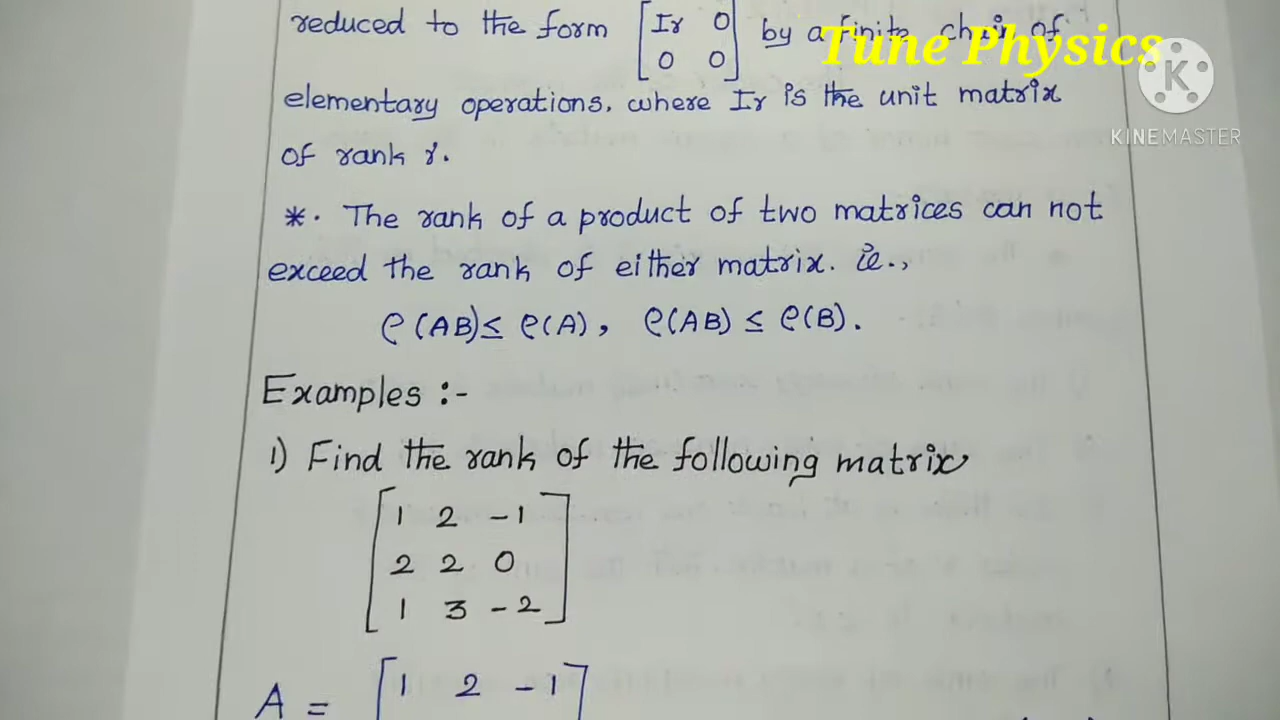 reduced to the form [Ir 0 by a finite chain of
0 0]
Tune Physics
K
KINEMASTER
elementary operations. where Ir is the unit matrix
of rank r.
*. The rank of a product of two matrices can not
exceed the rank of either matrix. ie.,
ρ(AB) ≤ ρ(A), ρ(AB) ≤ ρ(B).
Examples :-
1) Find the rank of the following matrix
[1 2 -1
2 2 0
1 3 -2]
A = [1 2 -1]